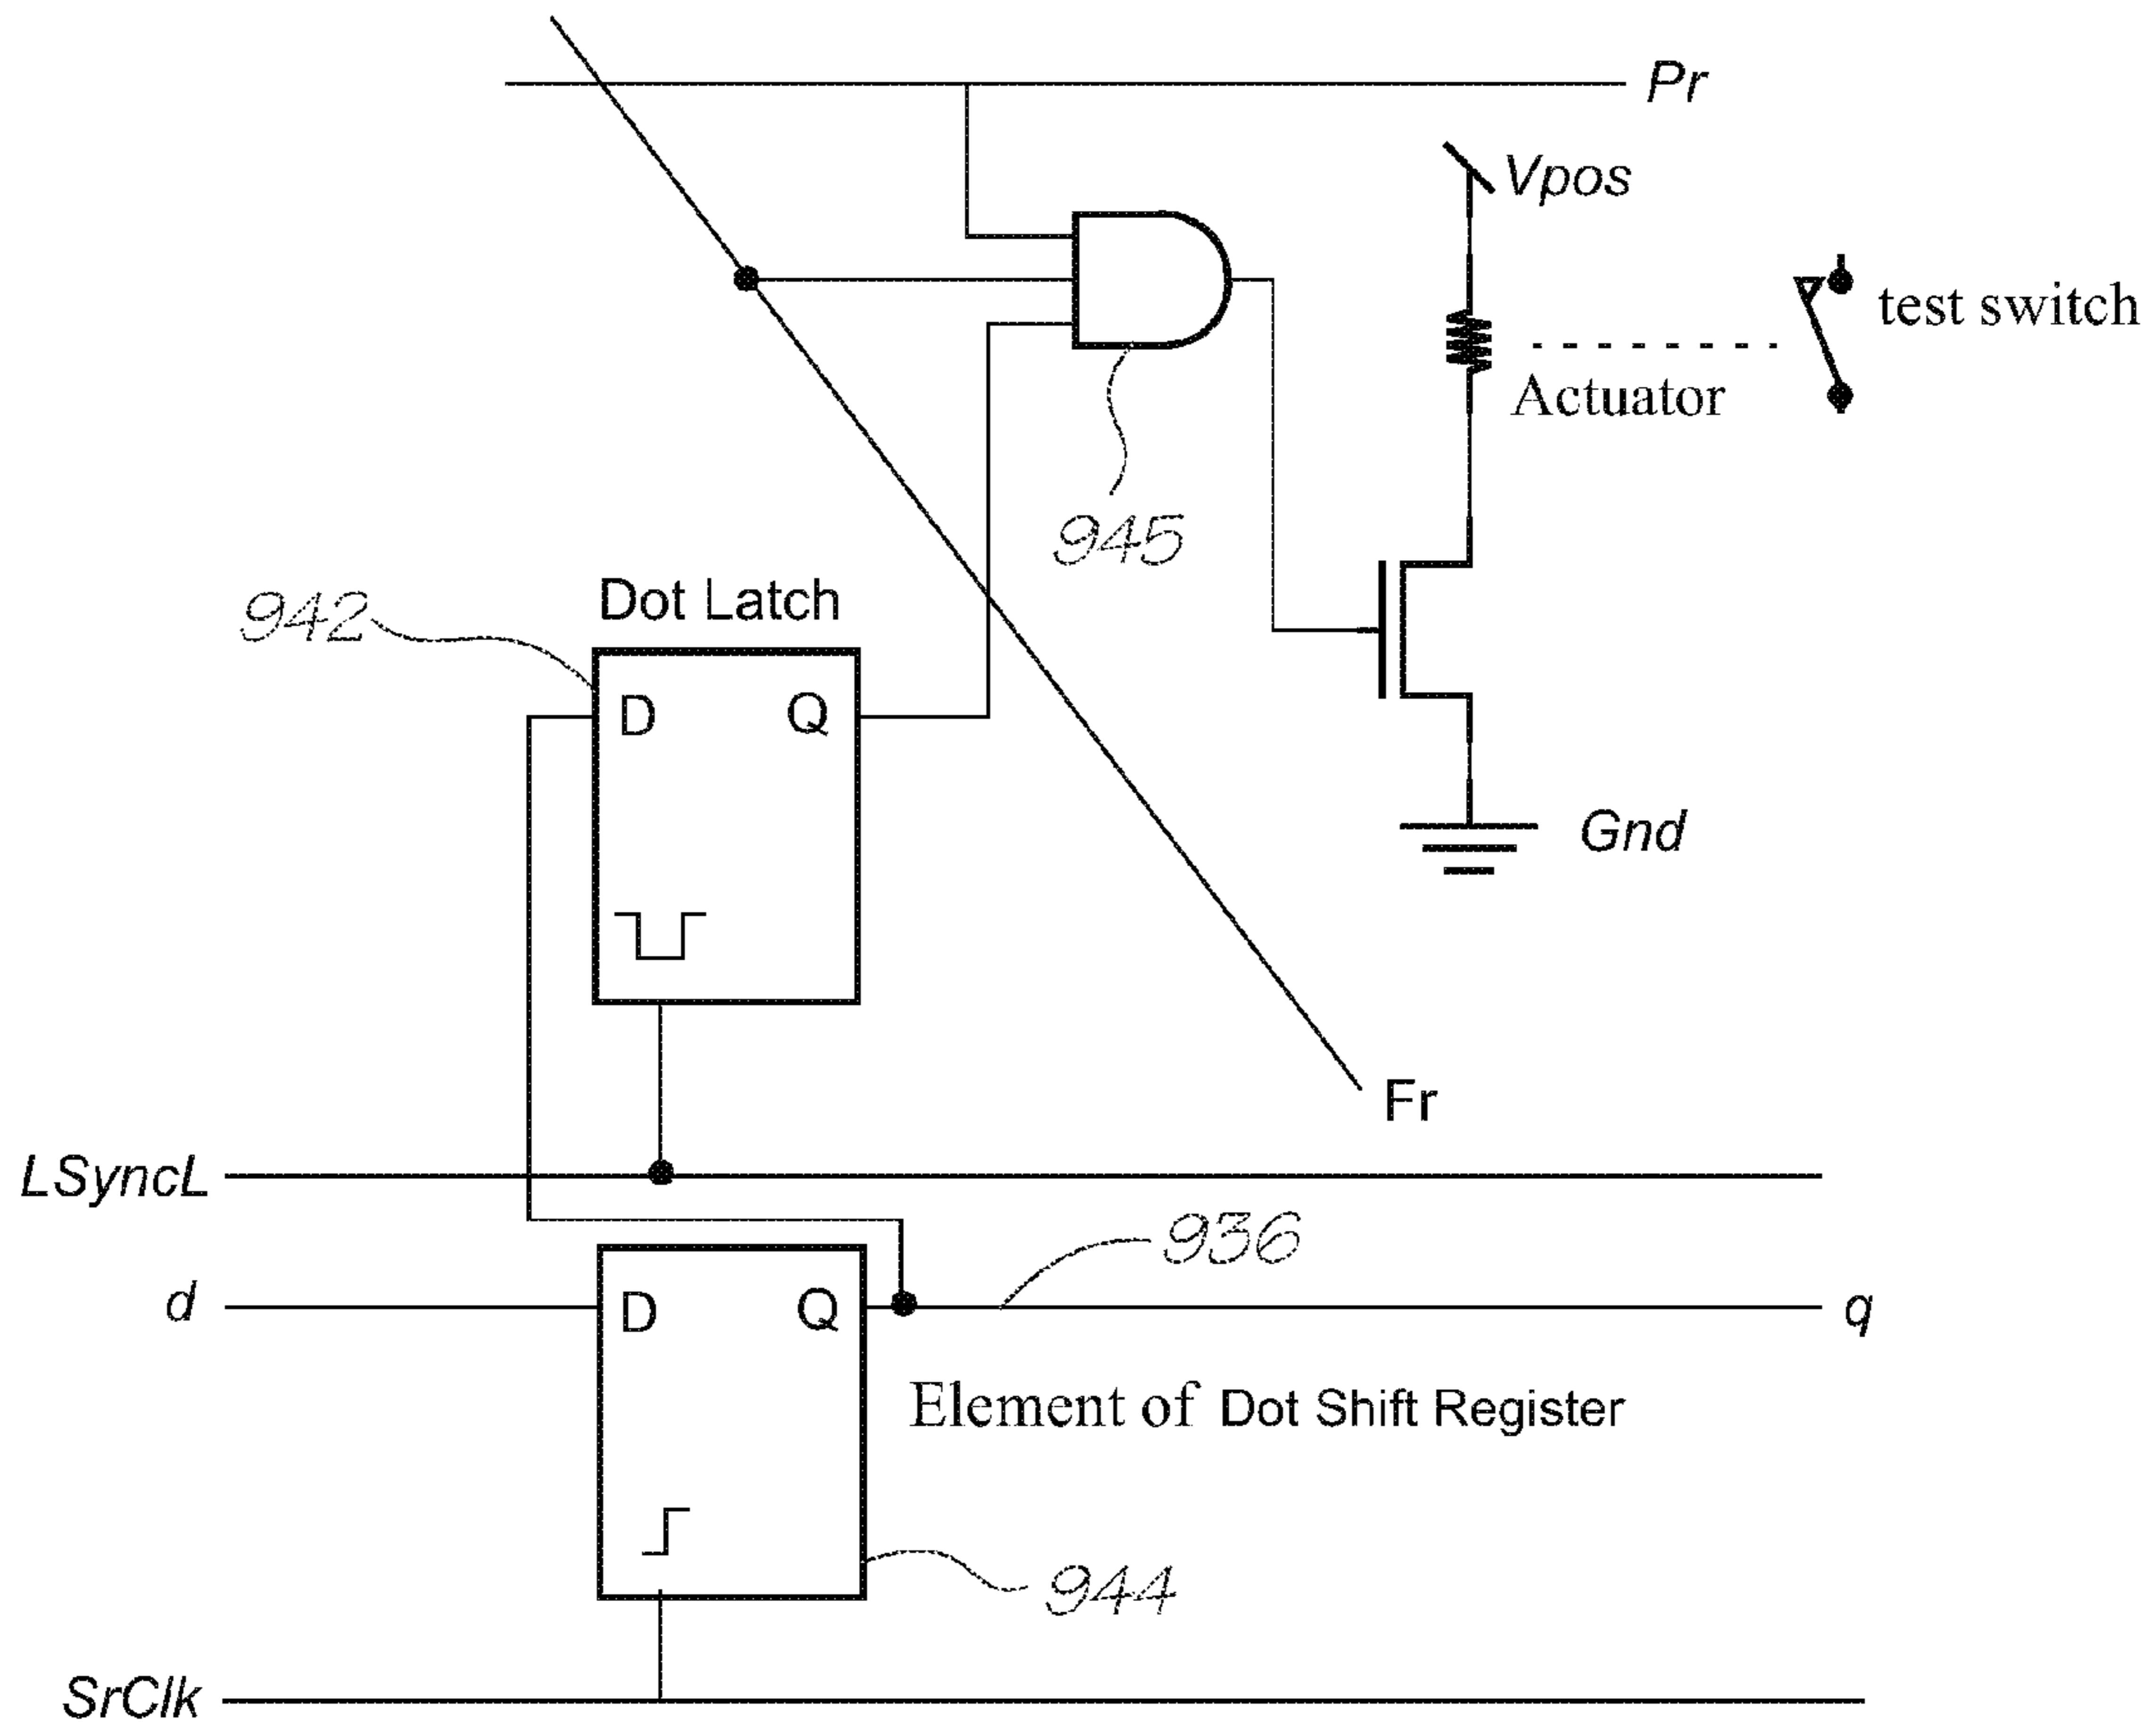 Pr
Vpos
test switch
Actuator
945
942
Dot Latch
D Q
Gnd
Fr
LSyncL
936
d
D Q
q
Element of Dot Shift Register
944
SrClk